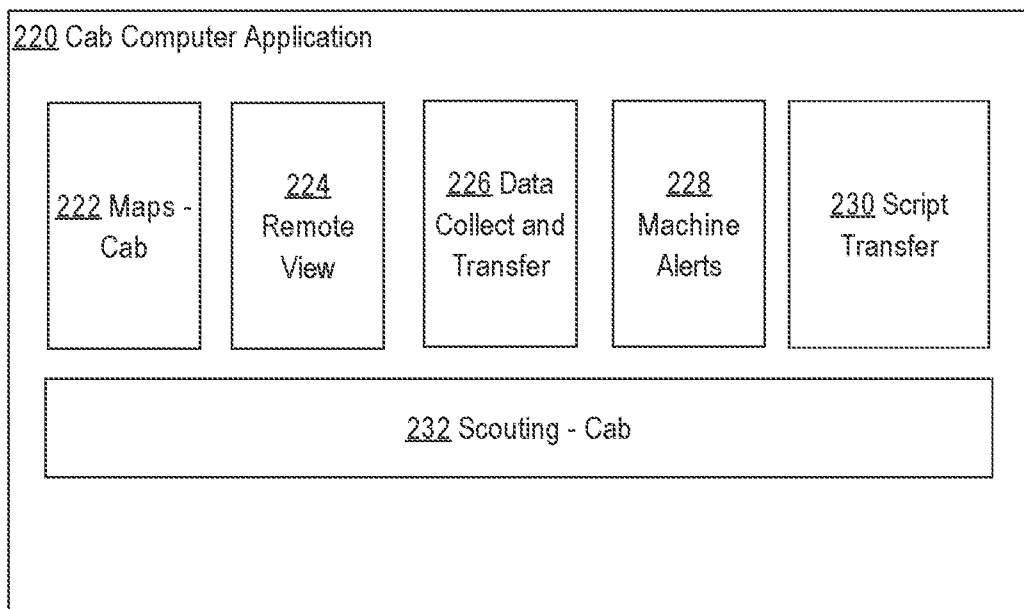 220 Cab Computer Application
222 Maps -
Cab
224
Remote
View
226 Data
Collect and
Transfer
228
Machine
Alerts
230 Script
Transfer
232 Scouting - Cab